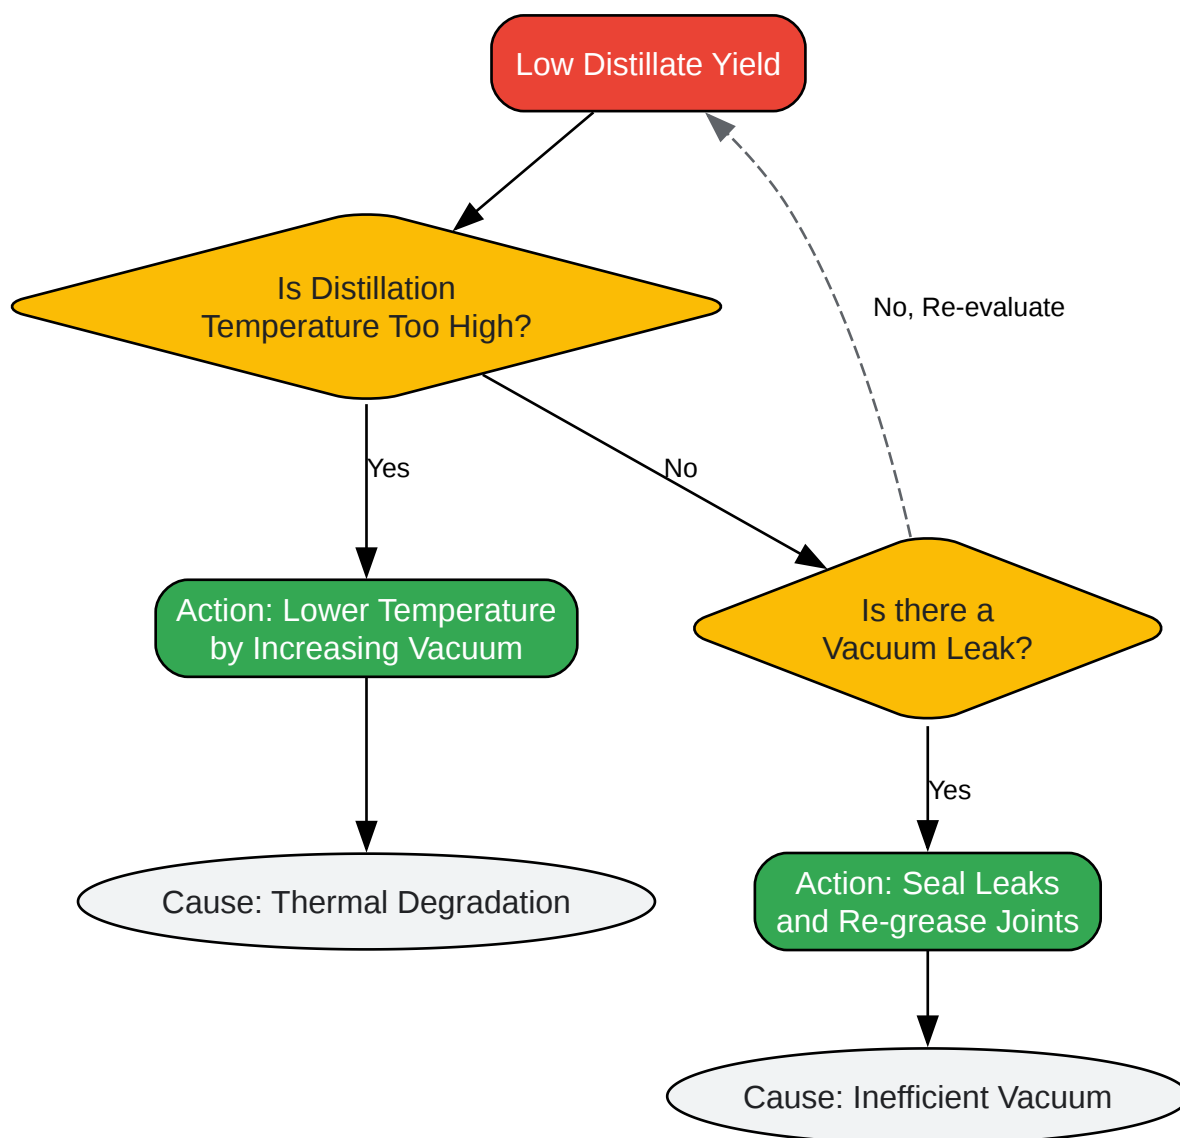 Low Distillate Yield
Is Distillation
Temperature Too High?
No, Re-evaluate
Yes
No
Action: Lower Temperature
by Increasing Vacuum
Is there a
Vacuum Leak?
Yes
Cause: Thermal Degradation
Action: Seal Leaks
and Re-grease Joints
Cause: Inefficient Vacuum